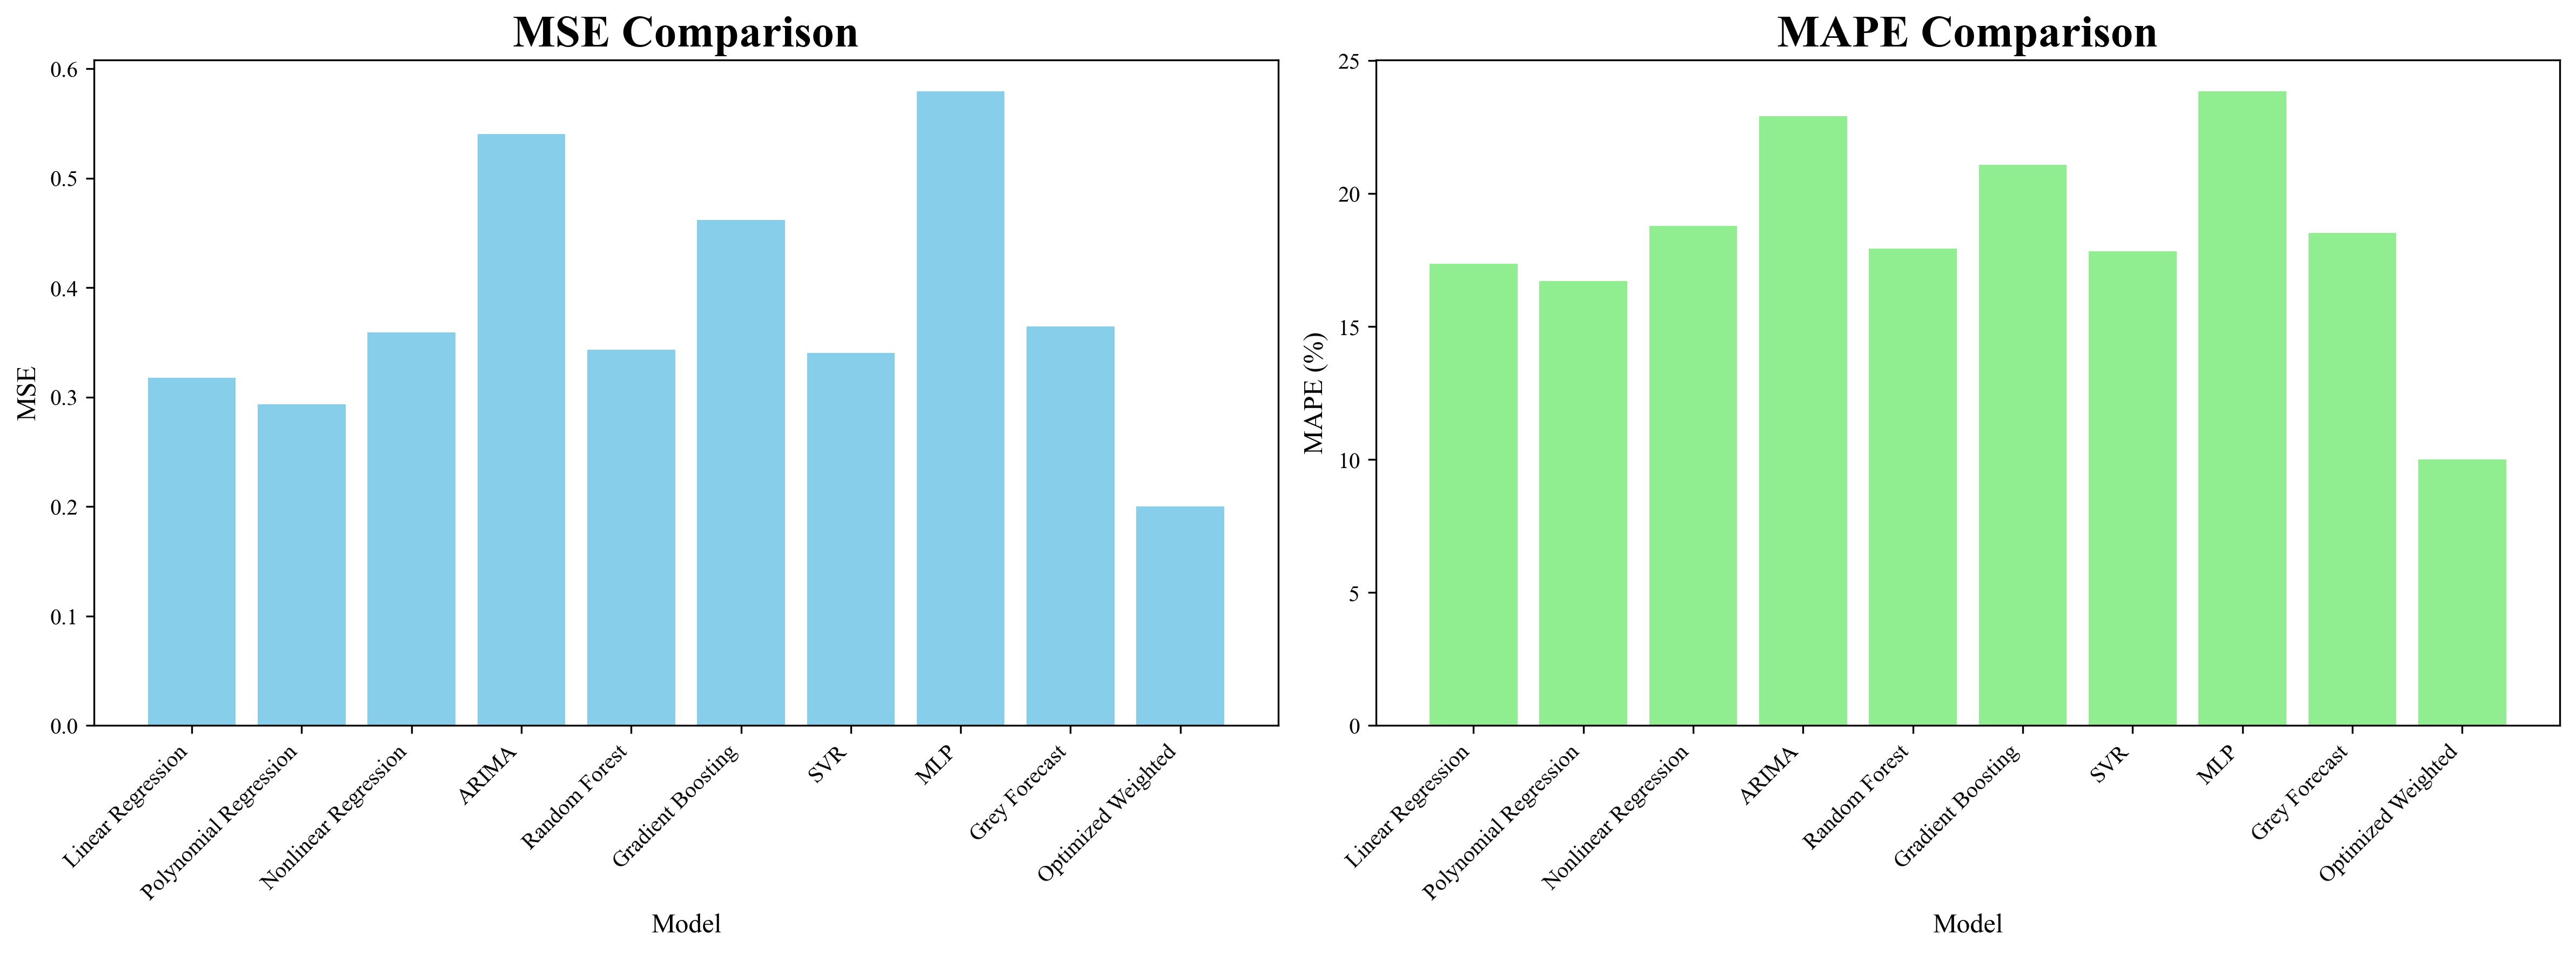 MSE Comparison
MSE
0.6
0.5
0.4
0.3
0.2
0.1
0.0
Linear Regression
Polynomial Regression
Nonlinear Regression
ARIMA
Random Forest
Gradient Boosting
SVR
MLP
Grey Forecast
Optimized Weighted
Model
MAPE Comparison
MAPE (%)
25
20
15
10
5
0
Linear Regression
Polynomial Regression
Nonlinear Regression
ARIMA
Random Forest
Gradient Boosting
SVR
MLP
Grey Forecast
Optimized Weighted
Model